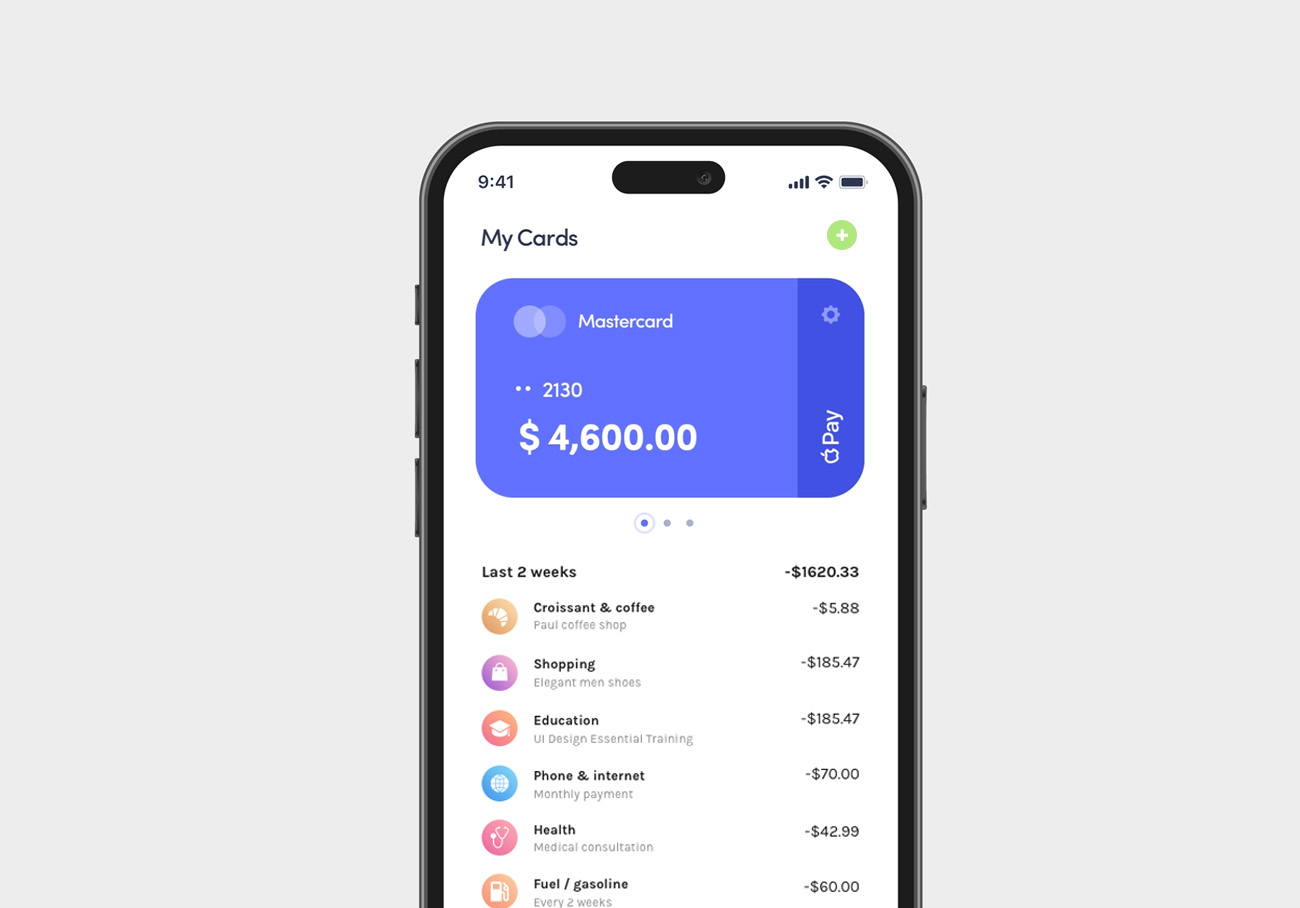 9:41
My Cards
Mastercard
•• 2130
$ 4,600.00
Pay
Last 2 weeks -$1620.33
Croissant & coffee -$5.88
Paul coffee shop
Shopping -$185.47
Elegant men shoes
Education -$185.47
UI Design Essential Training
Phone & internet -$70.00
Monthly payment
Health -$42.99
Medical consultation
Fuel / gasoline -$60.00
Every 2 weeks